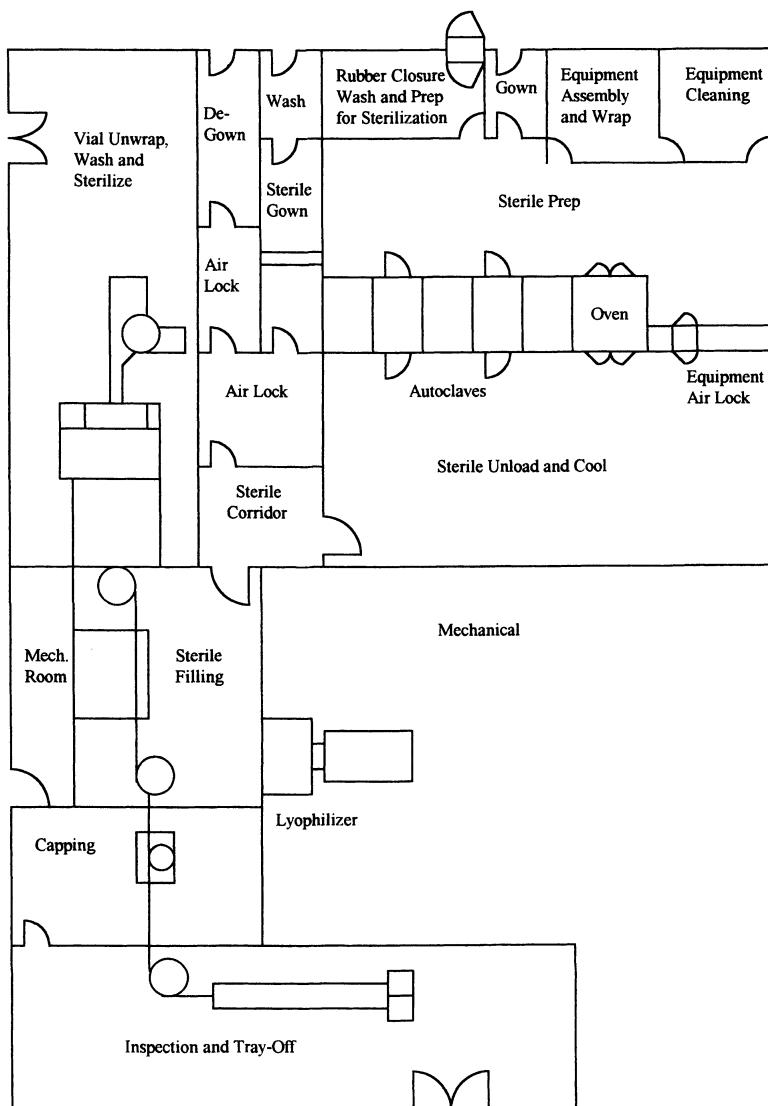 Rubber Closure
Wash and Prep
for Sterilization
Gown
Equipment
Assembly
and Wrap
Equipment
Cleaning
Wash
De-
Gown
Vial Unwrap,
Wash and
Sterilize
Sterile
Gown
Sterile Prep
Air
Lock
Oven
Equipment
Air Lock
Air Lock
Autoclaves
Sterile Unload and Cool
Sterile
Corridor
Mechanical
Mech.
Room
Sterile
Filling
Lyophilizer
Capping
Inspection and Tray-Off